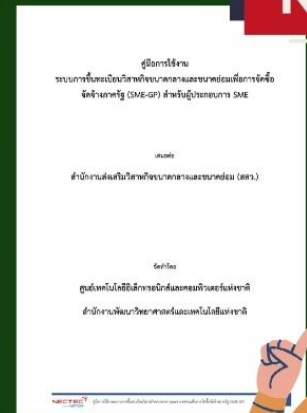 คู่มือการใช้งาน
ระบบการขึ้นทะเบียนวิสาหกิจขนาดกลางและขนาดย่อมเพื่อการจัดซื้อ
จัดจ้างภาครัฐ (SME-GP) สำหรับผู้ประกอบการ SME
เสนอต่อ
สำนักงานส่งเสริมวิสาหกิจขนาดกลางและขนาดย่อม (สสว.)
จัดทำโดย
ศูนย์เทคโนโลยีอิเล็กทรอนิกส์และคอมพิวเตอร์แห่งชาติ
สำนักงานพัฒนาวิทยาศาสตร์และเทคโนโลยีแห่งชาติ
NECTEC